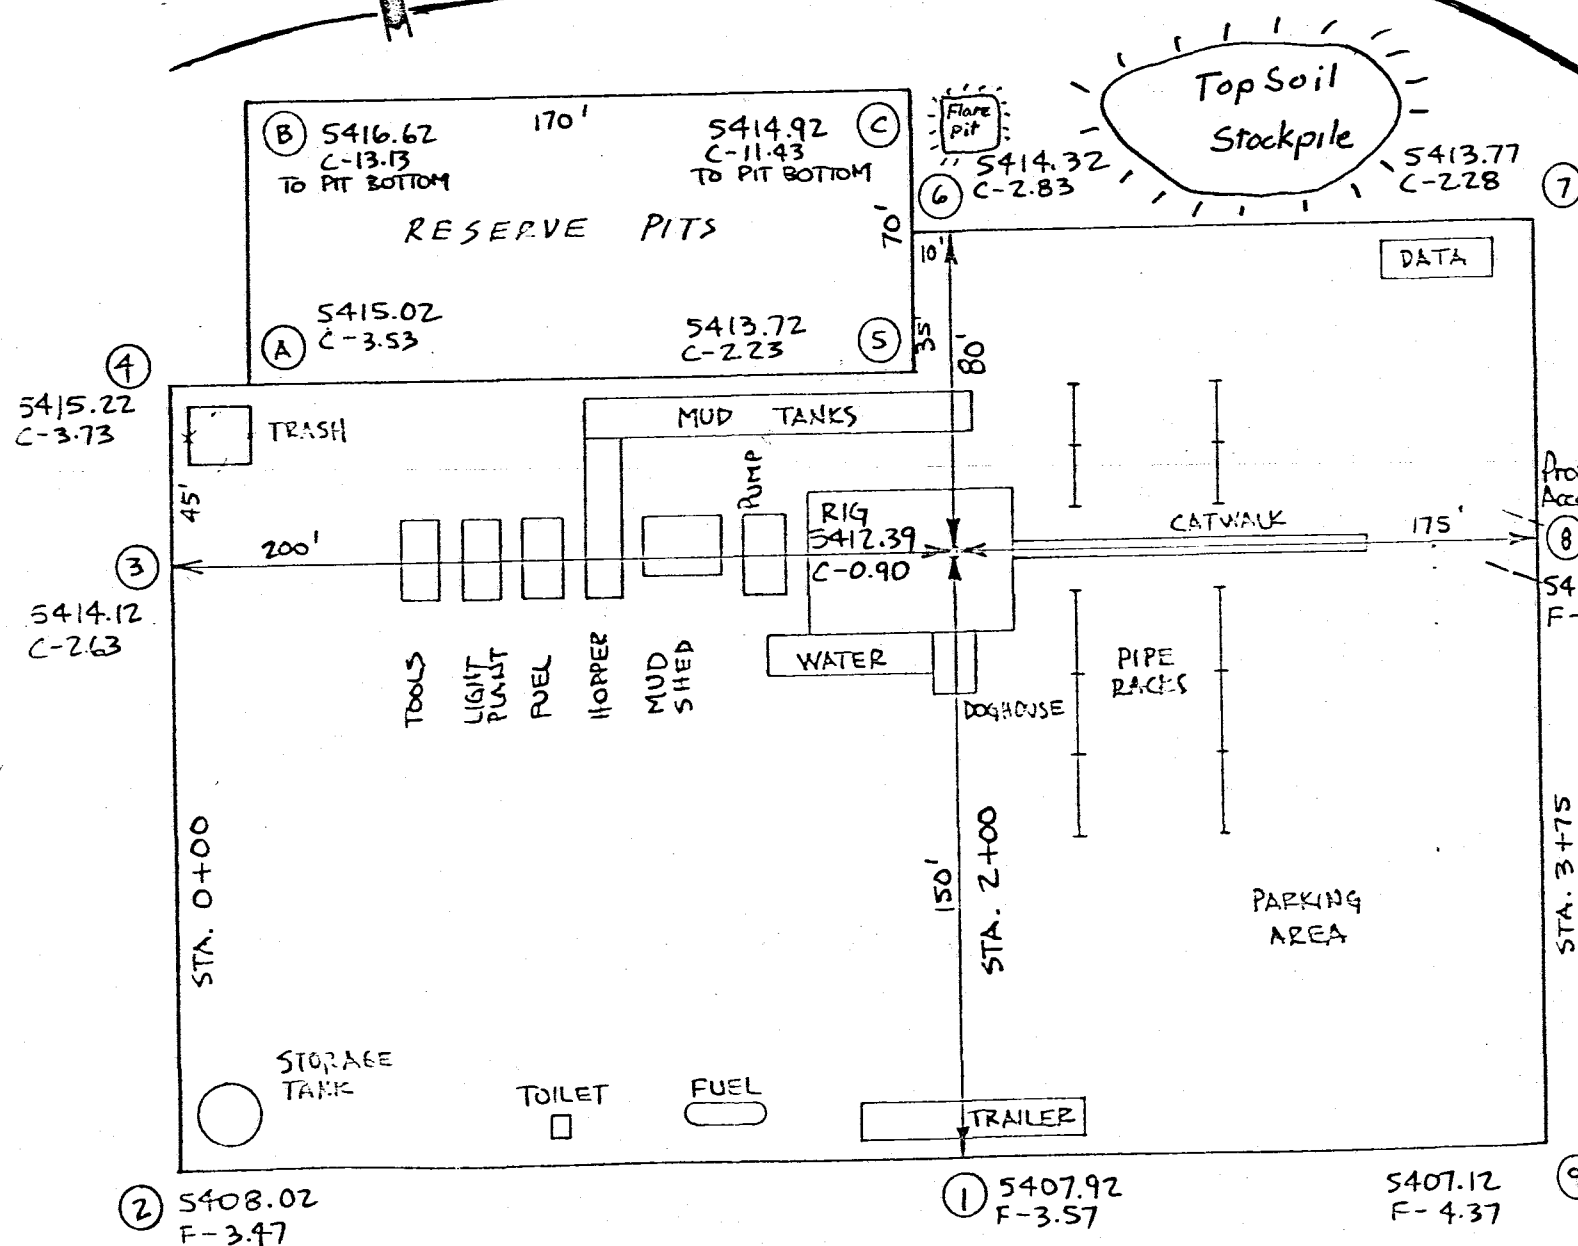 TopSoil
Stockpile
Flare
Pit
B
5416.62
C-13.13
TO PIT BOTTOM
170'
5414.92
C-11.43
TO PIT BOTTOM
C
6
5414.32
C-2.83
5413.77
C-2.28
7
RESERVE PITS
70'
10'
DATA
A
5415.02
C-3.53
5413.72
C-2.23
5
35'
80'
4
5415.22
C-3.73
TRASH
MUD TANKS
45'
PUMP
RIG
5412.39
C-0.90
CATWALK
175'
8
54
F-
3
200'
5414.12
C-2.63
TOOLS
LIGHT
PLANT
FUEL
HOPPER
MUD
SHED
WATER
DOGHOUSE
PIPE
RACKS
STA. 0+00
150'
STA. 2+00
STA. 3+75
PARKING
AREA
STORAGE
TANK
TOILET
FUEL
TRAILER
2
5408.02
F-3.47
1
5407.92
F-3.57
5407.12
F-4.37
9